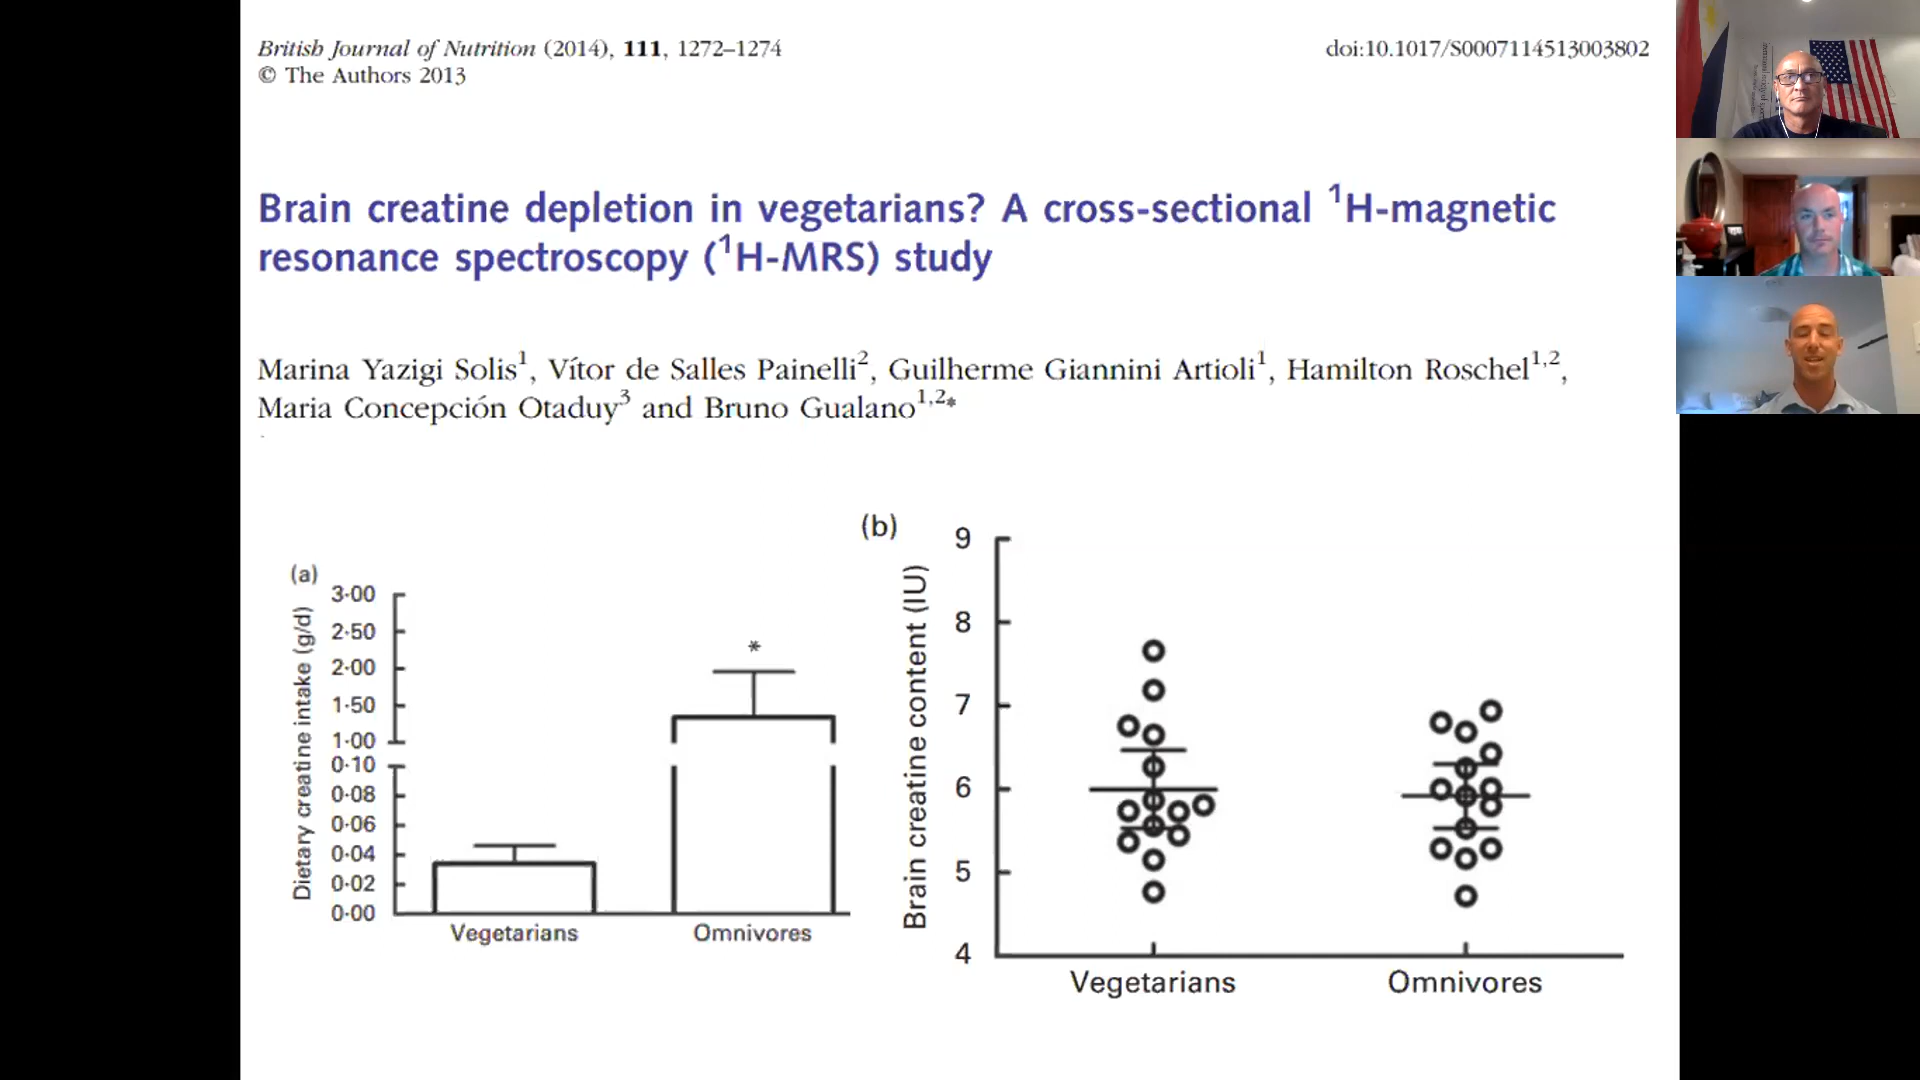 British Journal of Nutrition (2014), 111, 1272–1274
doi:10.1017/S0007114513003802
© The Authors 2013
Brain creatine depletion in vegetarians? A cross-sectional ¹H-magnetic
resonance spectroscopy (¹H-MRS) study
Marina Yazigi Solis¹, Vítor de Salles Painelli², Guilherme Giannini Artioli¹, Hamilton Roschel¹,²,
Maria Concepción Otaduy³ and Bruno Gualano¹,²*
(a)
Dietary creatine intake (g/d)
3·00
2·50
2·00
1·50
1·00
0·10
0·08
0·06
0·04
0·02
0·00
*
Vegetarians
Omnivores
(b)
Brain creatine content (IU)
9
8
7
6
5
4
Vegetarians
Omnivores